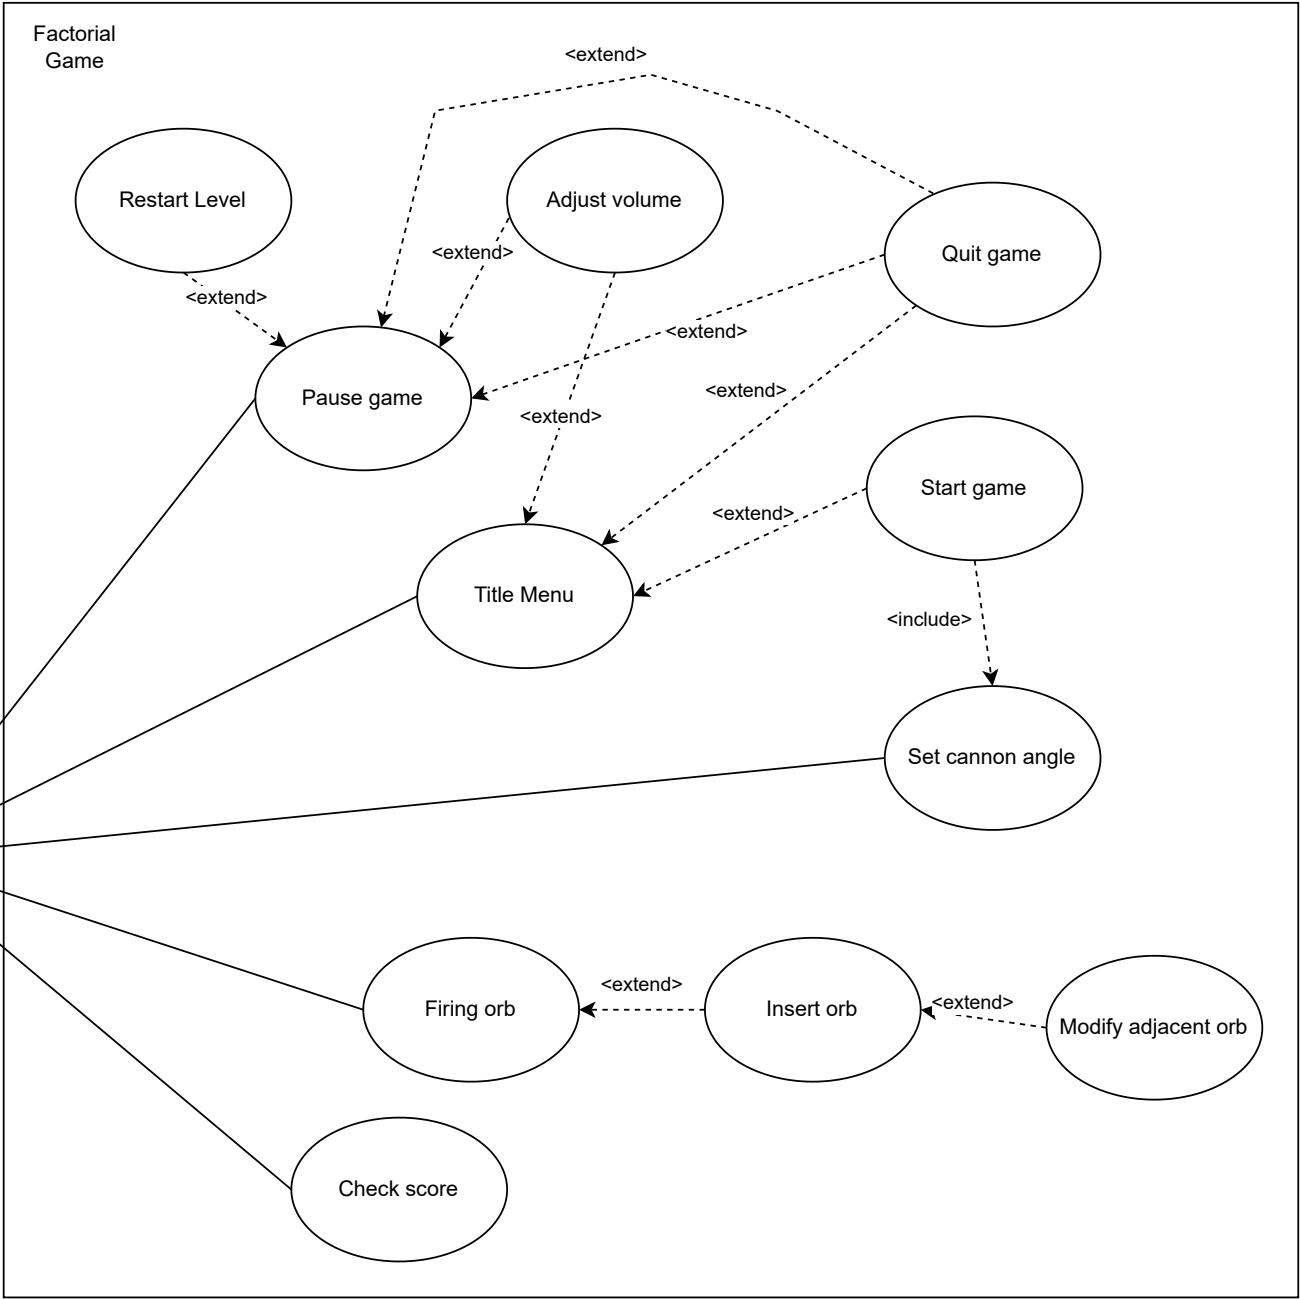 Factorial
Game
<extend>
Restart Level
Adjust volume
<extend>
Quit game
<extend>
<extend>
<extend>
Pause game
<extend>
Start game
<extend>
Title Menu
<include>
Set cannon angle
<extend>
<extend>
Firing orb
Insert orb
Modify adjacent orb
Check score